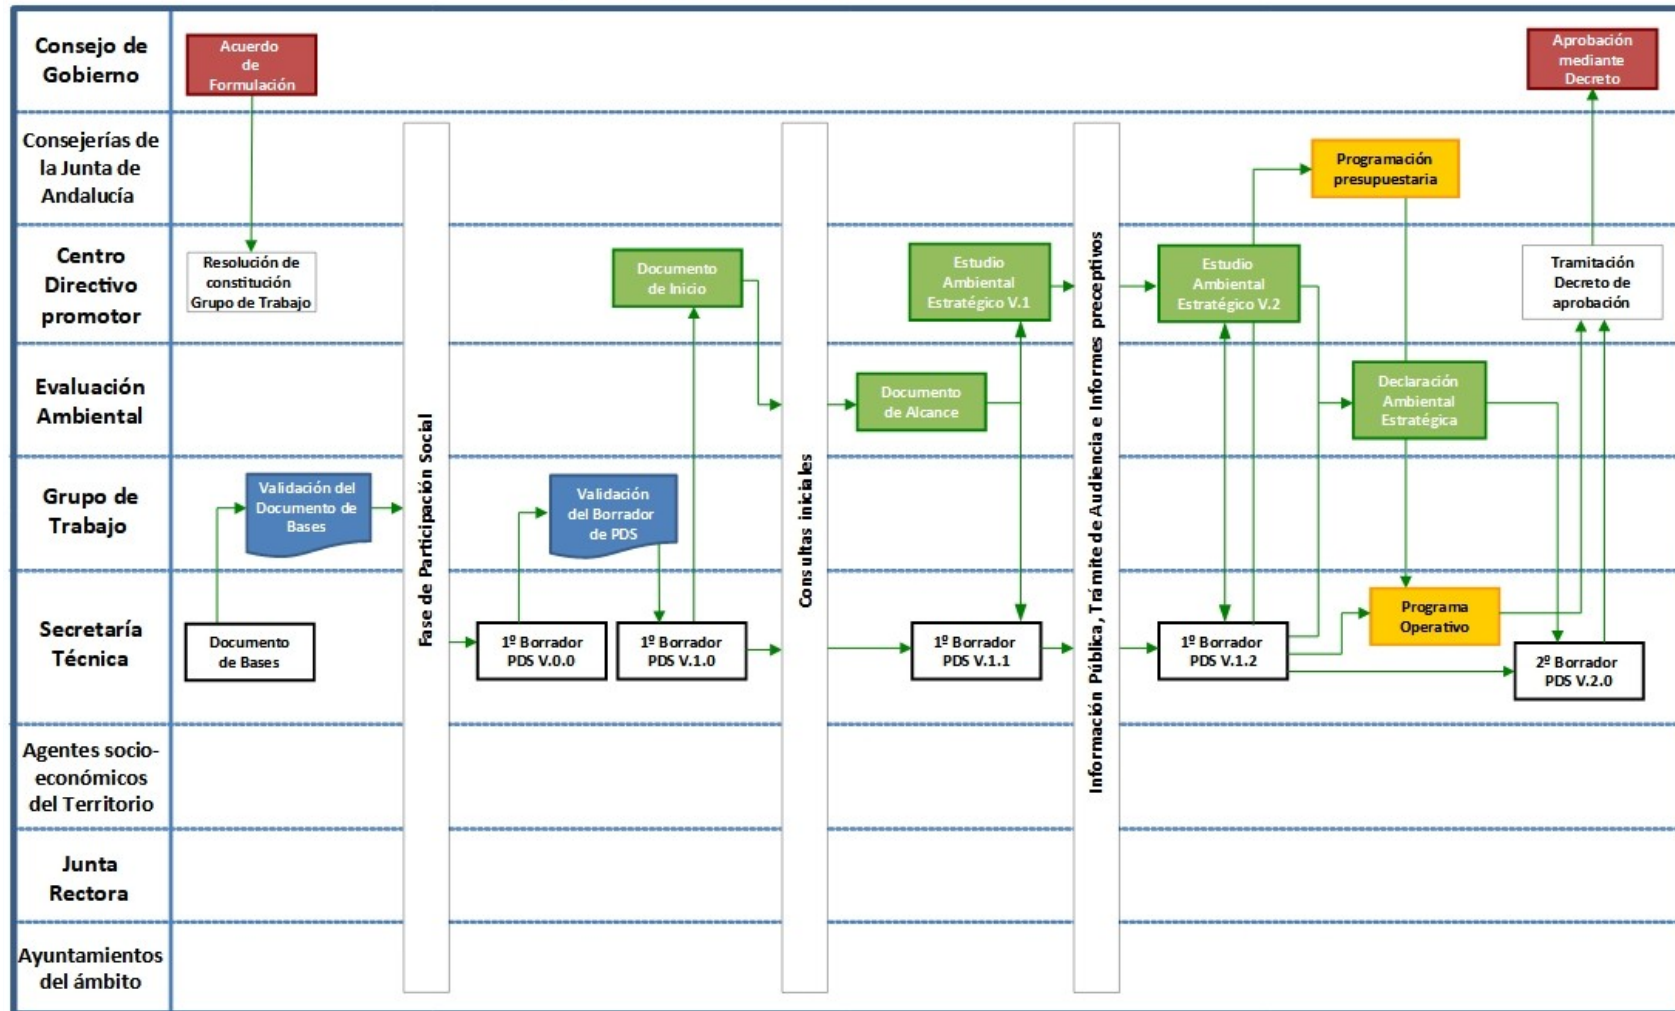 Consejo de
Gobierno
Acuerdo
de
Formulación
Aprobación
mediante
Decreto
Consejerías de
la Junta de
Andalucía
Programación
presupuestaria
Centro
Directivo
promotor
Resolución de
constitución
Grupo de Trabajo
Documento
de Inicio
Estudio
Ambiental
Estratégico V.1
Estudio
Ambiental
Estratégico V.2
Tramitación
Decreto de
aprobación
Evaluación
Ambiental
Documento
de Alcance
Declaración
Ambiental
Estratégica
Grupo de
Trabajo
Validación del
Documento de
Bases
Validación
del Borrador
de PDS
Secretaría
Técnica
Documento
de Bases
1º Borrador
PDS V.0.0
1º Borrador
PDS V.1.0
1º Borrador
PDS V.1.1
1º Borrador
PDS V.1.2
Programa
Operativo
2º Borrador
PDS V.2.0
Fase de Participación Social
Consultas iniciales
Información Pública, Trámite de Audiencia e Informes preceptivos
Agentes socio-
económicos
del Territorio
Junta
Rectora
Ayuntamientos
del ámbito